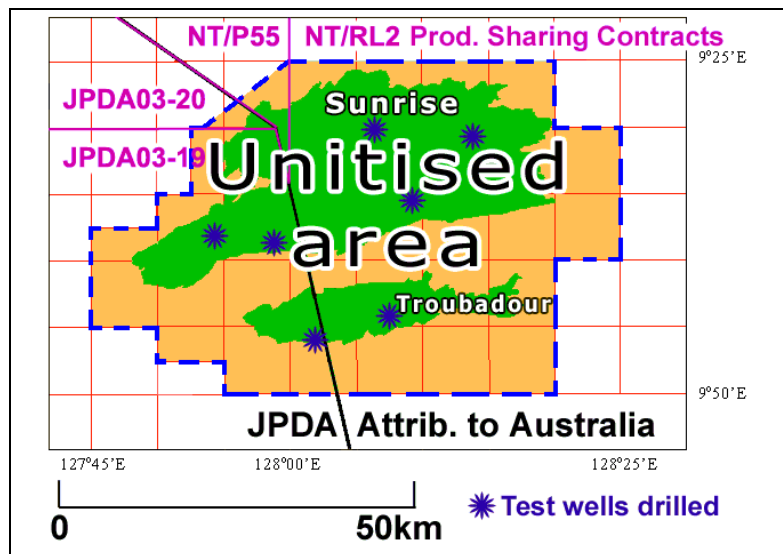 NT/P55 NT/RL2 Prod. Sharing Contracts
9°25'E
JPDA03-20
Sunrise
JPDA03-19
Unitised
area
Troubadour
9°50'E
JPDA Attrib. to Australia
127°45'E 128°00'E 128°25'E
0 50km
Test wells drilled